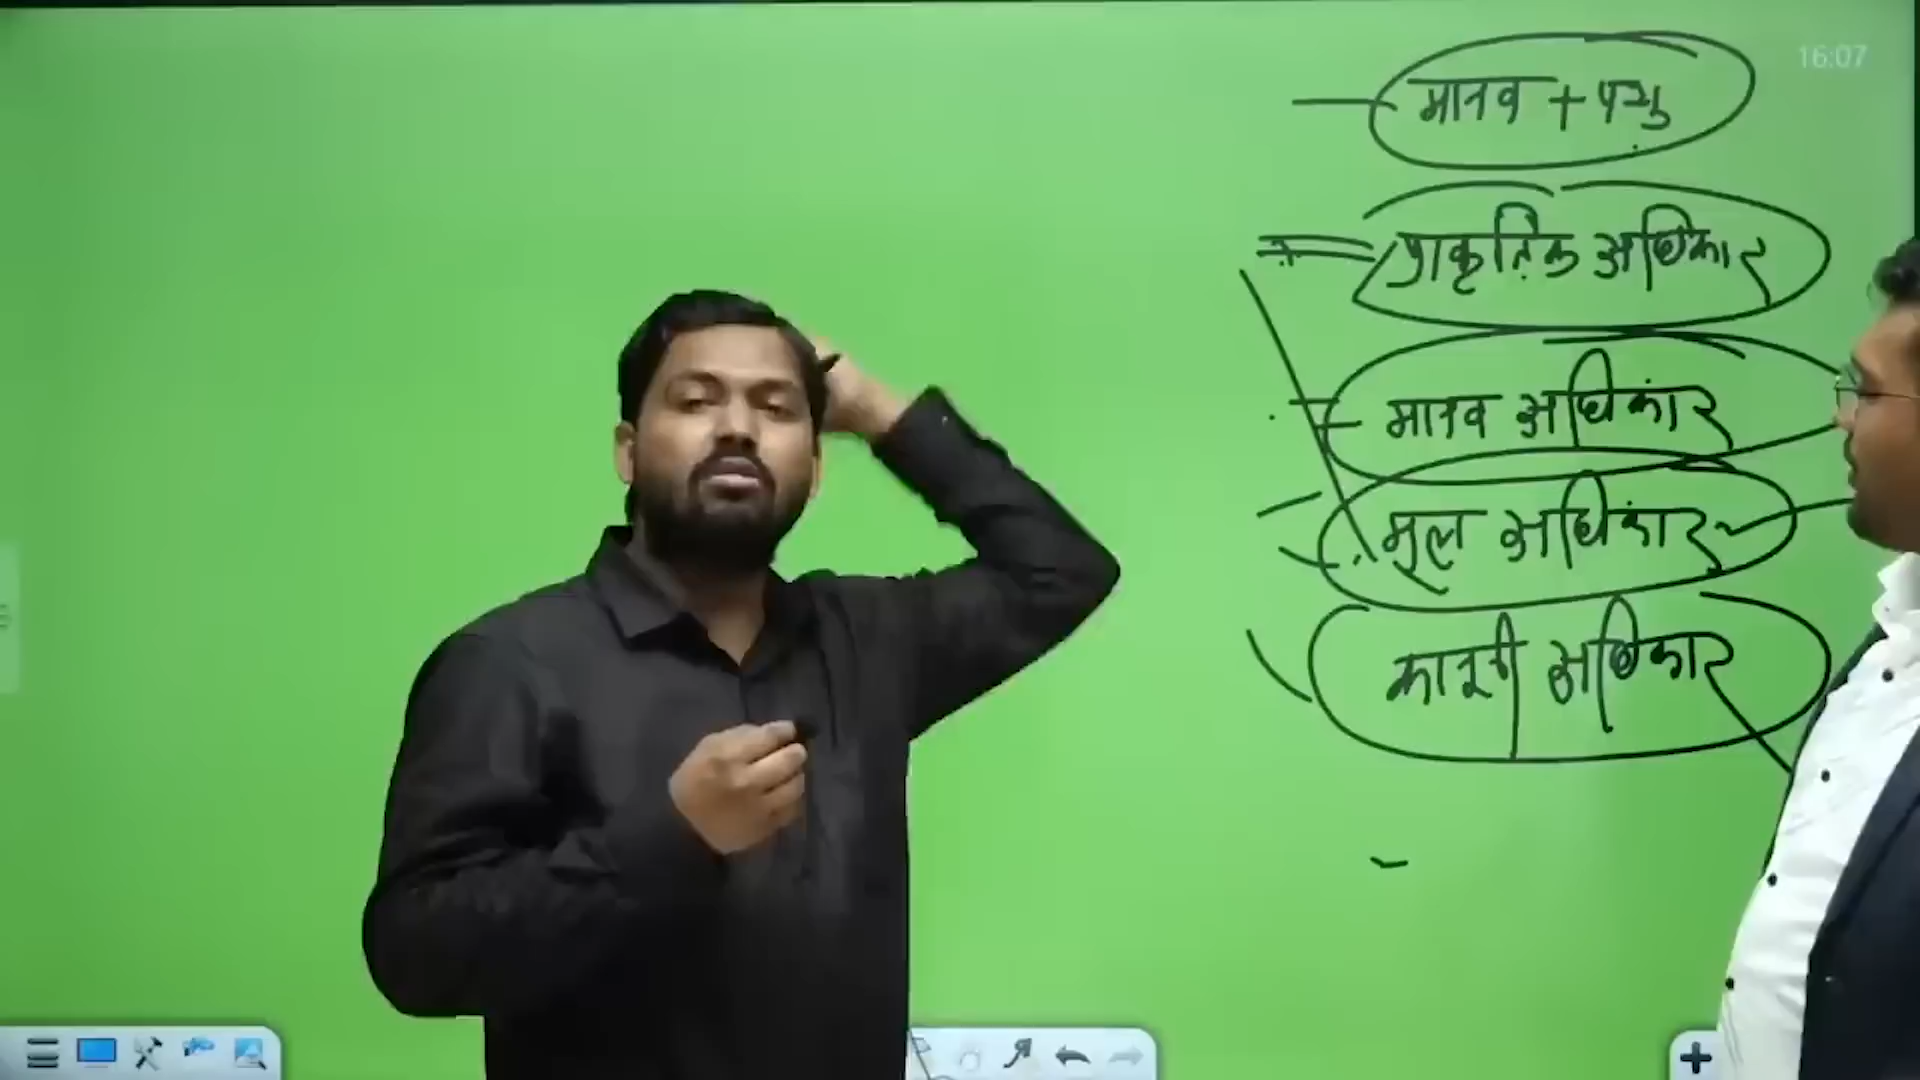 16:07
मानव + पशु
प्राकृतिक अधिकार
मानव अधिकार
मूल अधिकार
कानूनी अधिकार